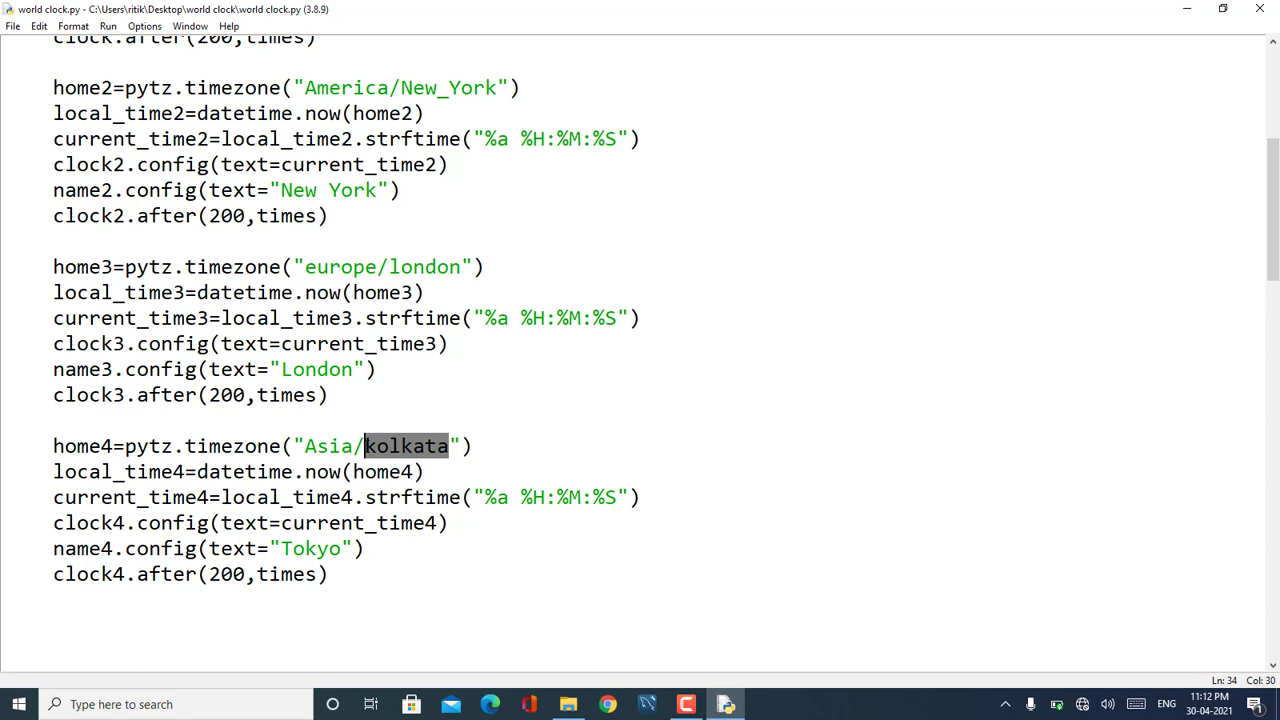 world clock.py - C:\Users\ritik\Desktop\world clock\world clock.py (3.8.9)
File Edit Format Run Options Window Help
clock.after(200,times)
home2=pytz.timezone("America/New_York")
local_time2=datetime.now(home2)
current_time2=local_time2.strftime("%a %H:%M:%S")
clock2.config(text=current_time2)
name2.config(text="New York")
clock2.after(200,times)
home3=pytz.timezone("europe/london")
local_time3=datetime.now(home3)
current_time3=local_time3.strftime("%a %H:%M:%S")
clock3.config(text=current_time3)
name3.config(text="London")
clock3.after(200,times)
home4=pytz.timezone("Asia/kolkata")
local_time4=datetime.now(home4)
current_time4=local_time4.strftime("%a %H:%M:%S")
clock4.config(text=current_time4)
name4.config(text="Tokyo")
clock4.after(200,times)
Ln: 34 Col: 30
Type here to search
ENG
11:12 PM
30-04-2021
1